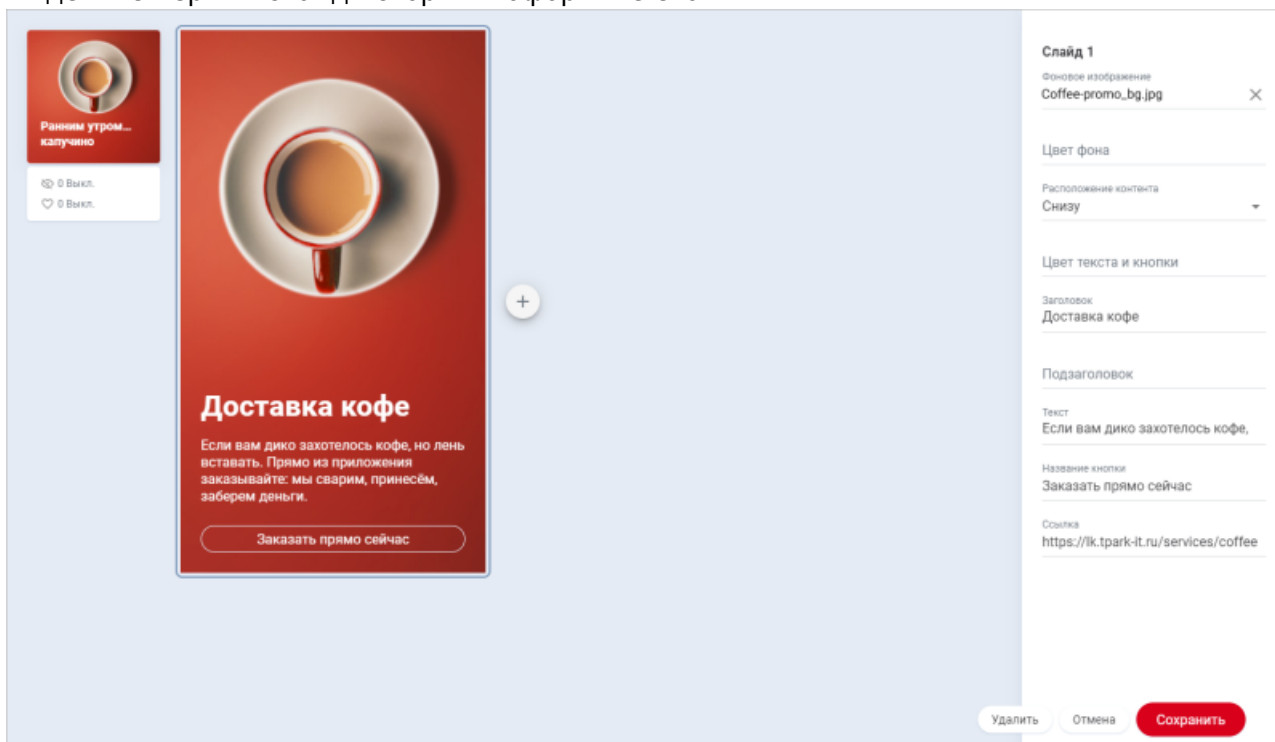 Ранним утром...
капучино
0 Выкл.
0 Выкл.
Доставка кофе
Если вам дико захотелось кофе, но лень
вставать. Прямо из приложения
заказывайте: мы сварим, принесём,
заберем деньги.
Заказать прямо сейчас
+
Слайд 1
Фоновое изображение
Coffee-promo_bg.jpg
Цвет фона
Расположение контента
Снизу
Цвет текста и кнопки
Заголовок
Доставка кофе
Подзаголовок
Текст
Если вам дико захотелось кофе,
Название кнопки
Заказать прямо сейчас
Ссылка
https://lk.tpark-it.ru/services/coffee
Удалить
Отмена
Сохранить